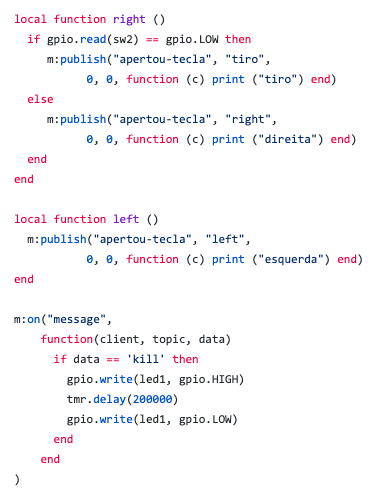 local function right ()
  if gpio.read(sw2) == gpio.LOW then
     m:publish("apertou-tecla", "tiro",
           0, 0, function (c) print ("tiro") end)
  else
     m:publish("apertou-tecla", "right",
           0, 0, function (c) print ("direita") end)
  end
end

local function left ()
  m:publish("apertou-tecla", "left",
           0, 0, function (c) print ("esquerda") end)
end

m:on("message",
    function(client, topic, data)
      if data == 'kill' then
        gpio.write(led1, gpio.HIGH)
        tmr.delay(200000)
        gpio.write(led1, gpio.LOW)
      end
    end
)